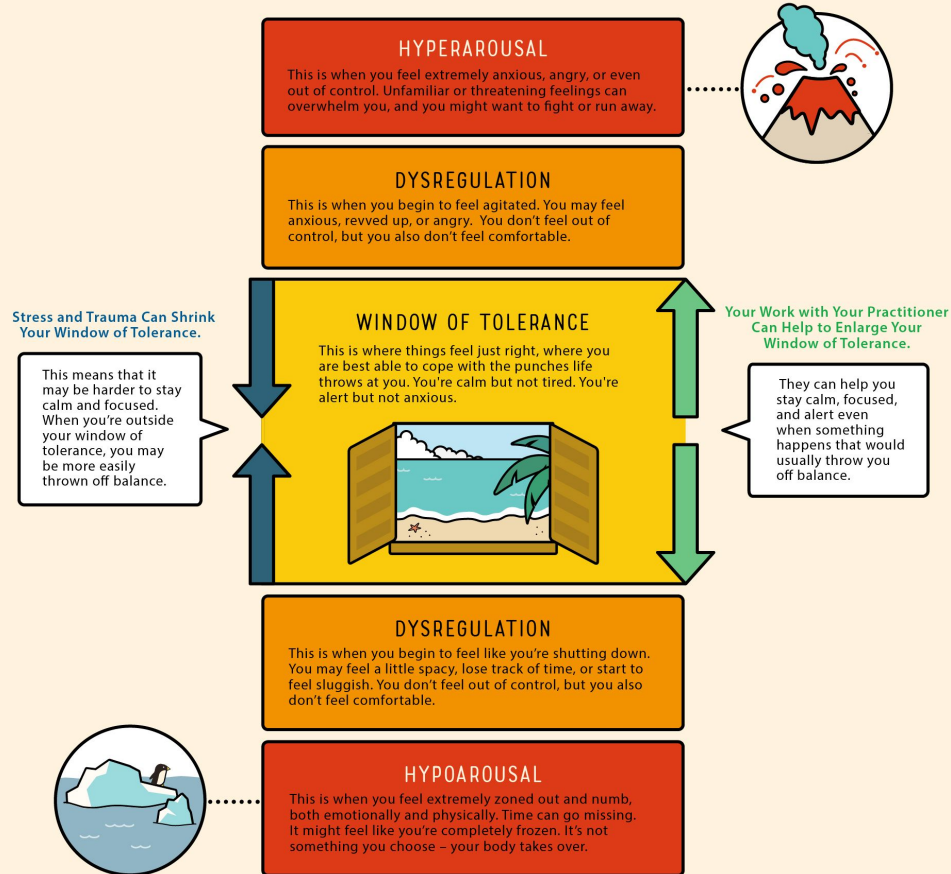 HYPERAROUSAL
This is when you feel extremely anxious, angry, or even
out of control. Unfamiliar or threatening feelings can
overwhelm you, and you might want to fight or run away.
DYSREGULATION
This is when you begin to feel agitated. You may feel
anxious, revved up, or angry. You don't feel out of
control, but you also don't feel comfortable.
Stress and Trauma Can Shrink
Your Window of Tolerance.
This means that it
may be harder to stay
calm and focused.
When you're outside
your window of
tolerance, you may
be more easily
thrown off balance.
WINDOW OF TOLERANCE
This is where things feel just right, where you
are best able to cope with the punches life
throws at you. You're calm but not tired. You're
alert but not anxious.
Your Work with Your Practitioner
Can Help to Enlarge Your
Window of Tolerance.
They can help you
stay calm, focused,
and alert even
when something
happens that would
usually throw you
off balance.
DYSREGULATION
This is when you begin to feel like you're shutting down.
You may feel a little spacy, lose track of time, or start to
feel sluggish. You don't feel out of control, but you also
don't feel comfortable.
HYPOAROUSAL
This is when you feel extremely zoned out and numb,
both emotionally and physically. Time can go missing.
It might feel like you're completely frozen. It's not
something you choose – your body takes over.